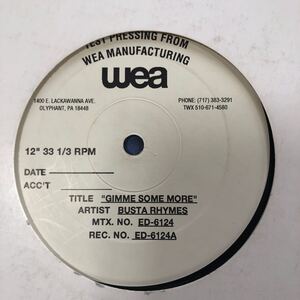 TEST PRESSING FROM
WEA MANUFACTURING
wea
1400 E. LACKAWANNA AVE.
OLYPHANT, PA 18448
PHONE: (717) 383-3291
TWX 510-671-4580
12" 33 1/3 RPM
DATE
ACC'T
TITLE "GIMME SOME MORE"
ARTIST BUSTA RHYMES
MTX. NO. ED-6124
REC. NO. ED-6124A